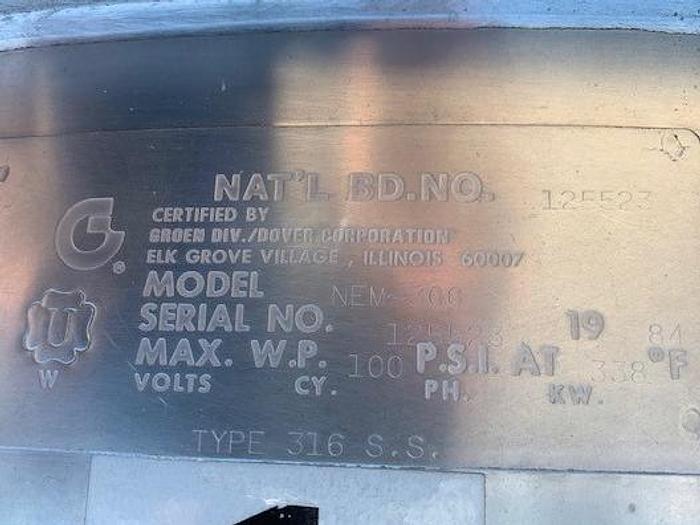 NAT'L BD.NO. 125523
CERTIFIED BY
GROEN DIV./DOVER CORPORATION
ELK GROVE VILLAGE, ILLINOIS 60007
MODEL
SERIAL NO. 125523 19 84
MAX. W.P. 100 P.S.I. AT 338 °F
VOLTS CY. PH. KW.
U
W
TYPE 316 S.S.